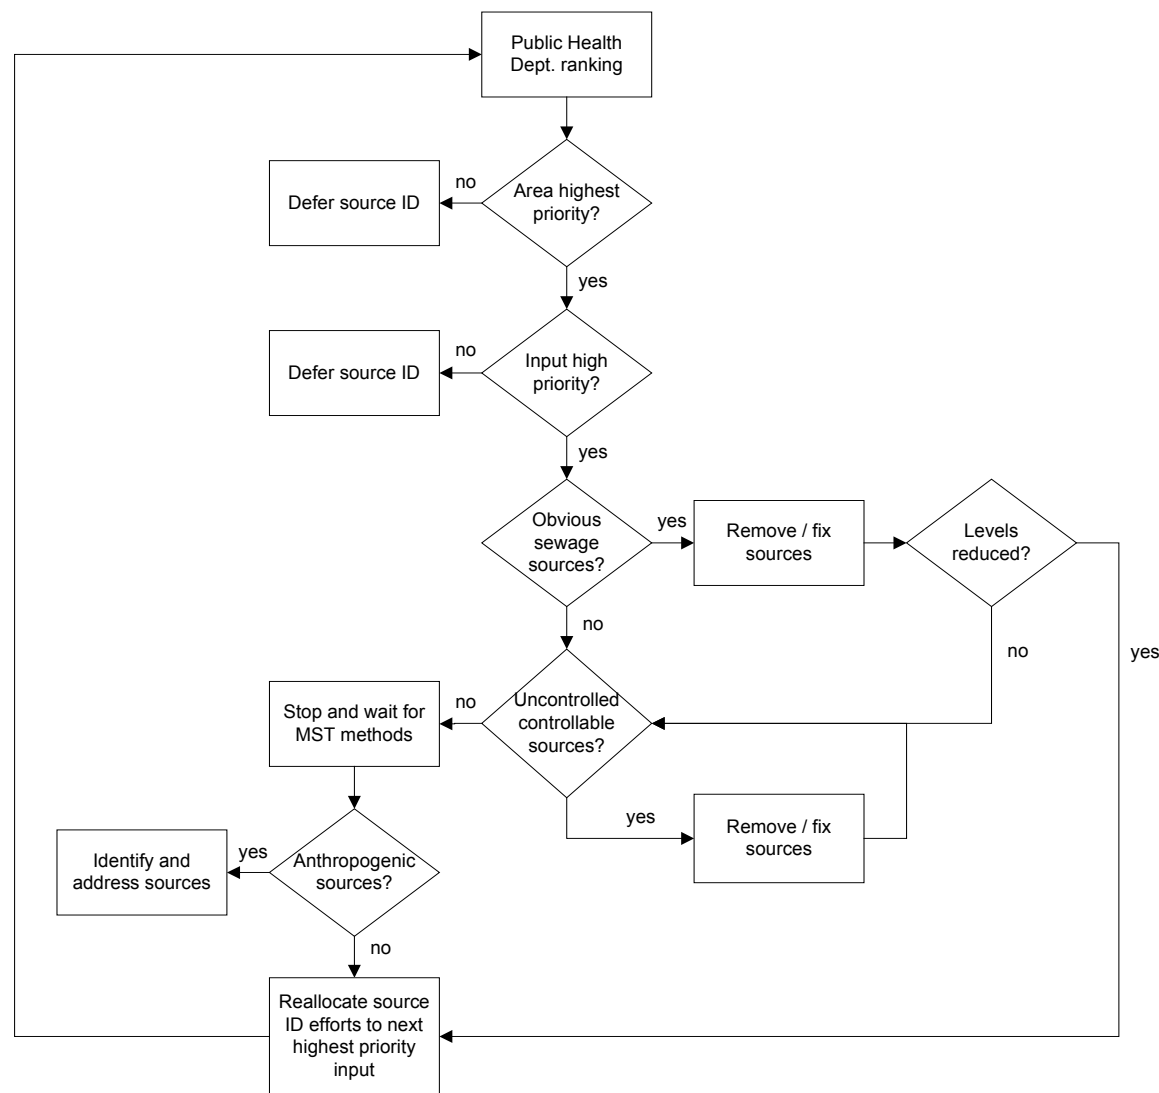 Public Health
Dept. ranking
no
Defer source ID
Area highest
priority?
yes
no
Defer source ID
Input high
priority?
yes
Obvious
sewage
sources?
yes
Remove / fix
sources
Levels
reduced?
no
no
yes
no
Stop and wait for
MST methods
Uncontrolled
controllable
sources?
yes
Remove / fix
sources
Identify and
address sources
yes
Anthropogenic
sources?
no
Reallocate source
ID efforts to next
highest priority
input